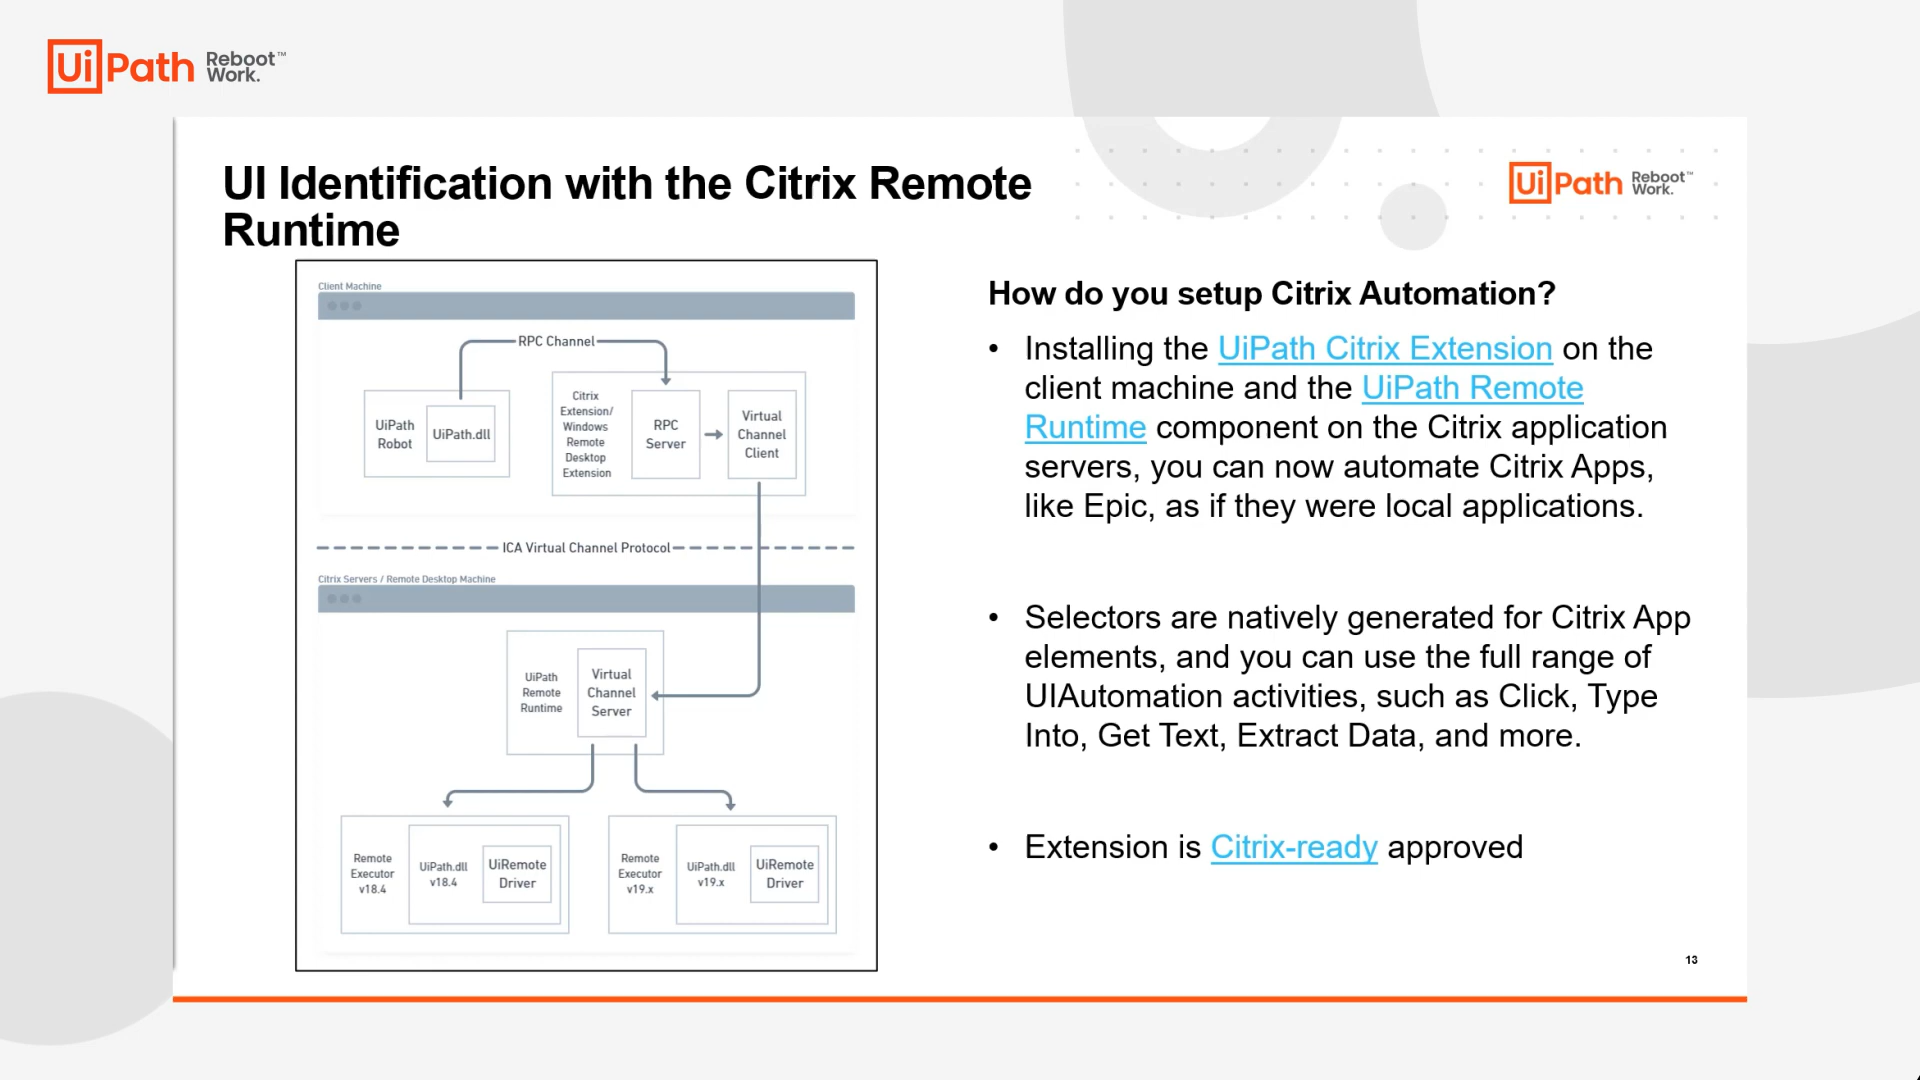 UiPath Reboot™ Work.
UI Identification with the Citrix Remote
Runtime
UiPath Reboot™ Work.
Client Machine
RPC Channel
UiPath
Robot
UiPath.dll
Citrix
Extension/
Windows
Remote
Desktop
Extension
RPC
Server
Virtual
Channel
Client
ICA Virtual Channel Protocol
Citrix Servers / Remote Desktop Machine
UiPath
Remote
Runtime
Virtual
Channel
Server
Remote
Executor
v18.4
UiPath.dll
v18.4
UiRemote
Driver
Remote
Executor
v19.x
UiPath.dll
v19.x
UiRemote
Driver
How do you setup Citrix Automation?
• Installing the UiPath Citrix Extension on the
client machine and the UiPath Remote
Runtime component on the Citrix application
servers, you can now automate Citrix Apps,
like Epic, as if they were local applications.
• Selectors are natively generated for Citrix App
elements, and you can use the full range of
UIAutomation activities, such as Click, Type
Into, Get Text, Extract Data, and more.
• Extension is Citrix-ready approved
13